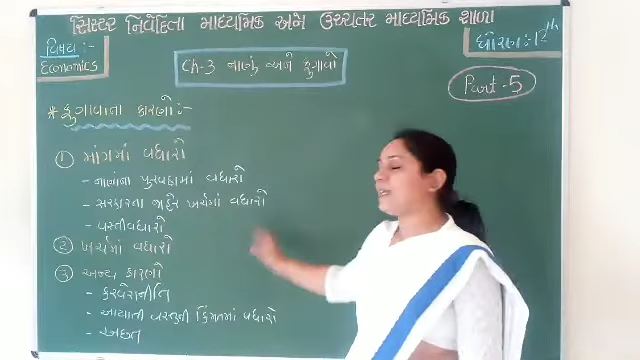 સિસ્ટર નિવેદિતા માધ્યમિક અને ઉચ્ચતર માધ્યમિક શાળા
વિષય :-
Economics
ધોરણ :- 12th
Ch-3 નાણું અને ફુગાવો
Part-5
* ફુગાવાના કારણો :-
① માંગમાં વધારો
- નાણાંના પુરવઠામાં વધારો
- સરકારના જાહેર ખર્ચમાં વધારો
- વસ્તીવધારો
② ખર્ચમાં વધારો
③ અન્ય કારણો
- કરવેરાનીતિ
- આયાતી વસ્તુની કિંમતમાં વધારો
- અછત